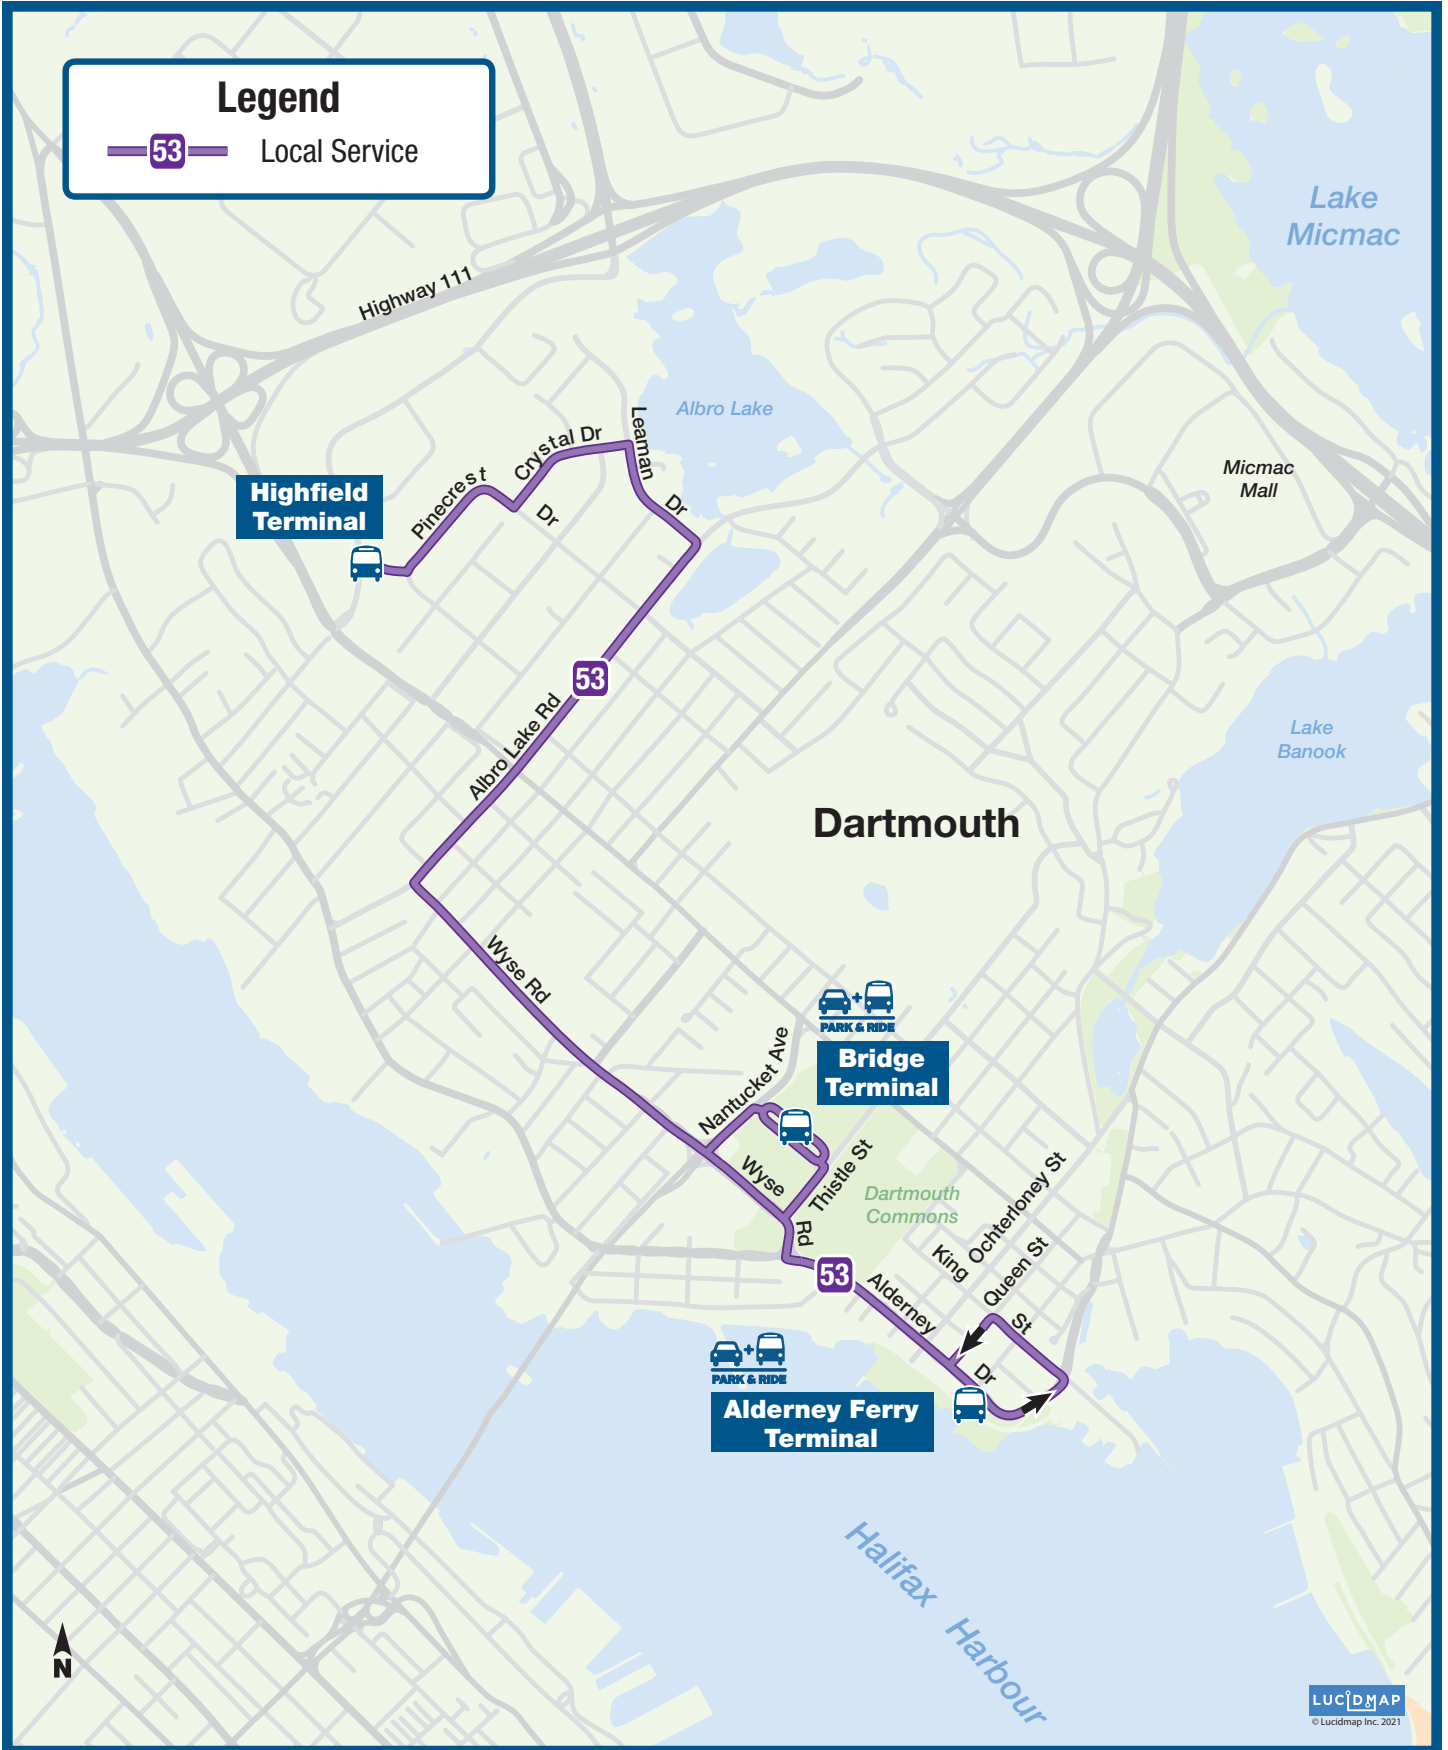 Legend
53 Local Service
Lake
Micmac
Highway 111
Albro Lake
Leaman
Dr
Crystal Dr
Pinecrest
Dr
Micmac
Mall
Highfield
Terminal
53
Albro Lake Rd
Lake
Banook
Dartmouth
Wyse Rd
PARK & RIDE
Bridge
Terminal
Nantucket Ave
Wyse
Rd
Thistle St
Dartmouth
Commons
Ochterloney St
King
St
Queen St
53
Alderney
Dr
PARK & RIDE
Alderney Ferry
Terminal
Halifax Harbour
N
LUCIDMAP
© Lucidmap Inc. 2021